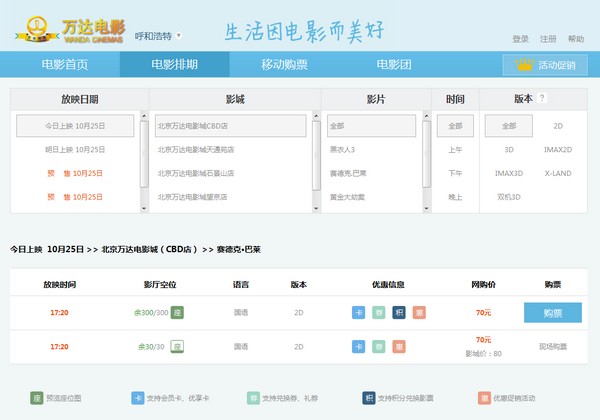 万达电影
WANDA CINEMAS
呼和浩特
生活因电影而美好
登录 注册 帮助
电影首页 电影排期 移动购票 电影团 活动促销
放映日期 影城 影片 时间 版本 ?
今日上映 10月25日 北京万达电影城CBD店 全部 全部 全部 2D
明日上映 10月25日 北京万达电影城天通苑店 黑衣人3 上午 3D IMAX2D
预 售 10月25日 北京万达电影城石景山店 赛德克.巴莱 下午 IMAX3D X-LAND
预 售 10月25日 北京万达电影城望京店 黄金大劫案 晚上 双机3D
今日上映 10月25日 >> 北京万达电影城（CBD店） >> 赛德克•巴莱
放映时间 影厅空位 语言 版本 优惠信息 网购价 购票
17:20 余300/300 座 国语 2D 卡 券 积 惠 70元 购票
17:20 余30/30 座 国语 2D 卡 券 惠 70元 现场购票
影城价：80
座 预览座位图 卡 支持会员卡、优享卡 券 支持兑换券、礼券 积 支持积分兑换影票 惠 优惠促销活动